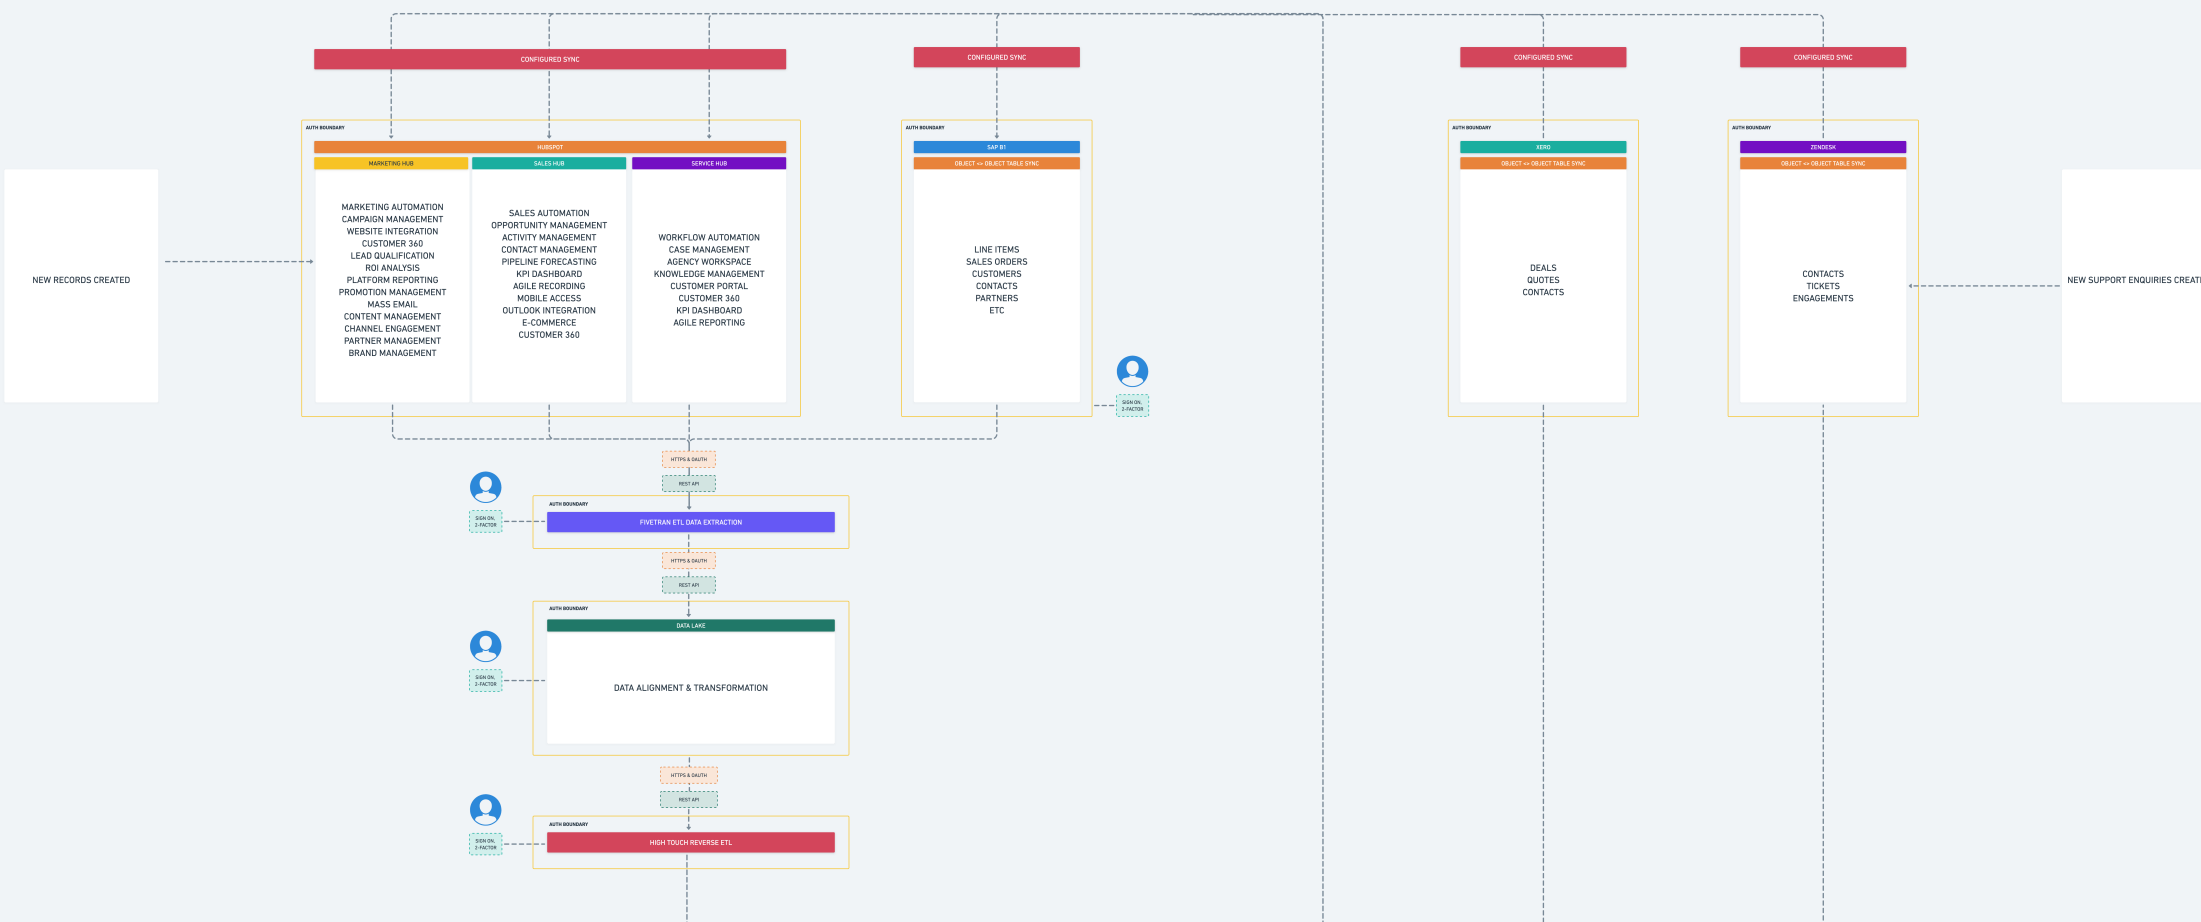 CONFIGURED SYNC
CONFIGURED SYNC
CONFIGURED SYNC
CONFIGURED SYNC
AUTH BOUNDARY
HUBSPOT
MARKETING HUB
SALES HUB
SERVICE HUB
MARKETING AUTOMATION
CAMPAIGN MANAGEMENT
WEBSITE INTEGRATION
CUSTOMER 360
LEAD QUALIFICATION
ROI ANALYSIS
PLATFORM REPORTING
PROMOTION MANAGEMENT
MASS EMAIL
CONTENT MANAGEMENT
CHANNEL ENGAGEMENT
PARTNER MANAGEMENT
BRAND MANAGEMENT
SALES AUTOMATION
OPPORTUNITY MANAGEMENT
ACTIVITY MANAGEMENT
CONTACT MANAGEMENT
PIPELINE FORECASTING
KPI DASHBOARD
AGILE RECORDING
MOBILE ACCESS
OUTLOOK INTEGRATION
E-COMMERCE
CUSTOMER 360
WORKFLOW AUTOMATION
CASE MANAGEMENT
AGENCY WORKSPACE
KNOWLEDGE MANAGEMENT
CUSTOMER PORTAL
CUSTOMER 360
KPI DASHBOARD
AGILE REPORTING
NEW RECORDS CREATED
AUTH BOUNDARY
SAP B1
OBJECT <> OBJECT TABLE SYNC
LINE ITEMS
SALES ORDERS
CUSTOMERS
CONTACTS
PARTNERS
ETC
SIGN ON,
2-FACTOR
AUTH BOUNDARY
XERO
OBJECT <> OBJECT TABLE SYNC
DEALS
QUOTES
CONTACTS
AUTH BOUNDARY
ZENDESK
OBJECT <> OBJECT TABLE SYNC
CONTACTS
TICKETS
ENGAGEMENTS
NEW SUPPORT ENQUIRIES
HTTPS & OAUTH
REST API
AUTH BOUNDARY
FIVETRAN ETL DATA EXTRACTION
SIGN ON,
2-FACTOR
HTTPS & OAUTH
REST API
AUTH BOUNDARY
DATA LAKE
DATA ALIGNMENT & TRANSFORMATION
SIGN ON,
2-FACTOR
HTTPS & OAUTH
REST API
AUTH BOUNDARY
HIGH TOUCH REVERSE ETL
SIGN ON,
2-FACTOR